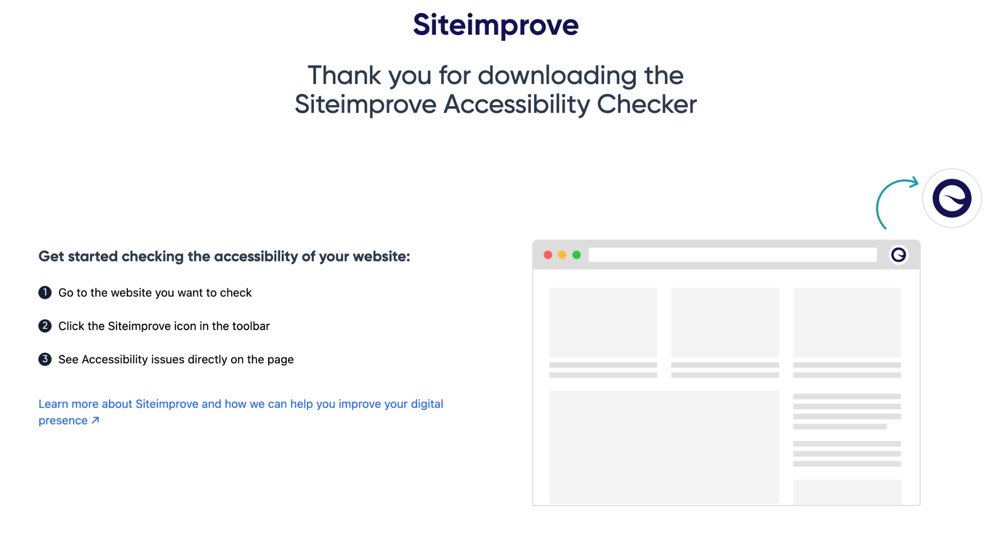 Siteimprove
Thank you for downloading the
Siteimprove Accessibility Checker
Get started checking the accessibility of your website:
1 Go to the website you want to check
2 Click the Siteimprove icon in the toolbar
3 See Accessibility issues directly on the page
Learn more about Siteimprove and how we can help you improve your digital
presence ↗